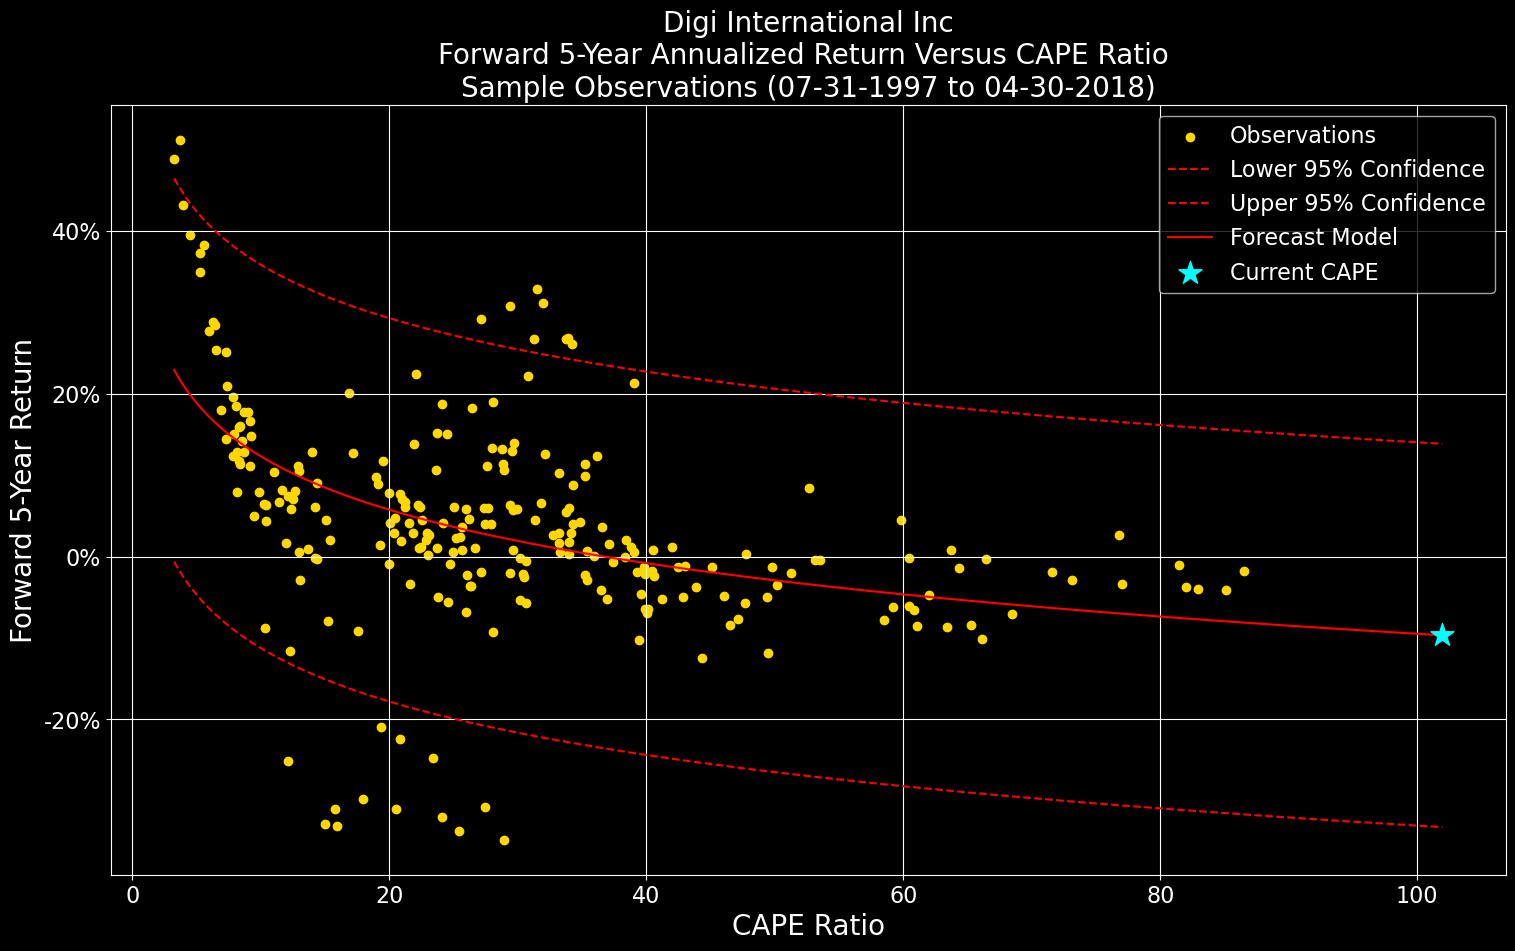 Digi International Inc
Forward 5-Year Annualized Return Versus CAPE Ratio
Sample Observations (07-31-1997 to 04-30-2018)
Observations
Lower 95% Confidence
Upper 95% Confidence
Forecast Model
Current CAPE
Forward 5-Year Return
40%
20%
0%
-20%
0 20 40 60 80 100
CAPE Ratio